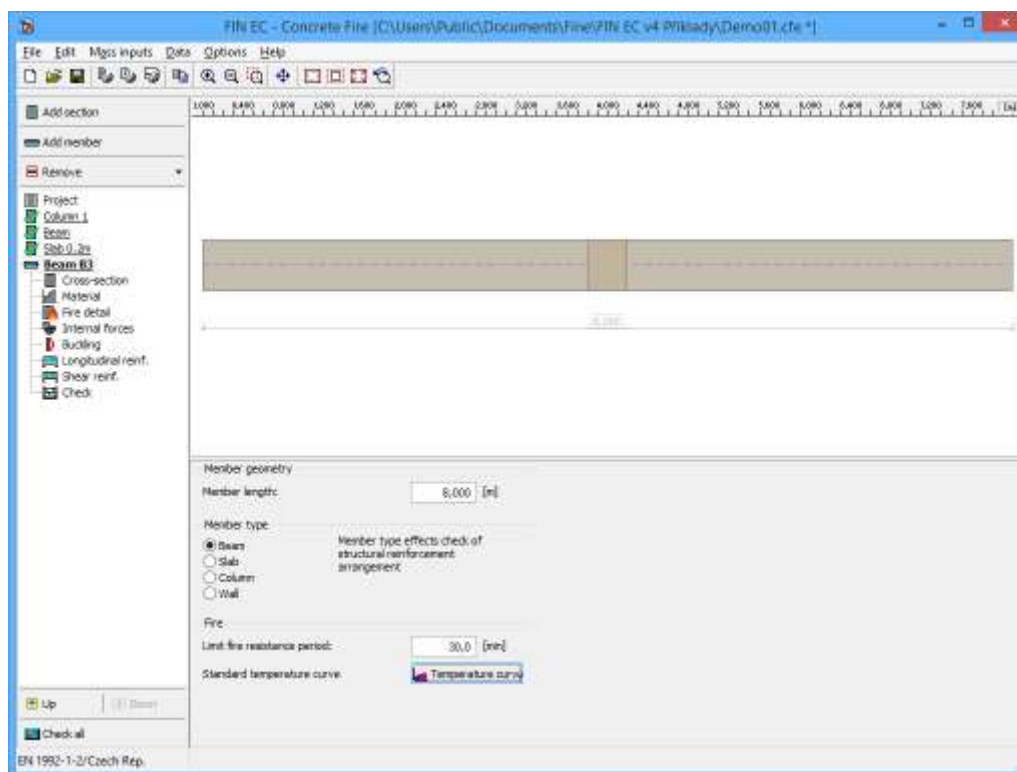 FIN EC - Concrete Fire [C:\Users\Public\Documents\Fine\FIN EC v4 Příklady\Demo01.cfe *]
File Edit Mass inputs Data Options Help
Add section
Add member
Remove
Project
Column 1
Beam
Slab 0.2m
Beam B3
Cross-section
Material
Fire detail
Internal forces
Buckling
Longitudinal reinf.
Shear reinf.
Check
Member geometry
Member length: [m]
Member type
Beam
Slab
Column
Wall
Member type effects check of
structural reinforcement
arrangement
Fire
Limit fire resistance period: 30,0 [min]
Standard temperature curve Temperature curve
Up Down
Check all
EN 1992-1-2/Czech Rep.